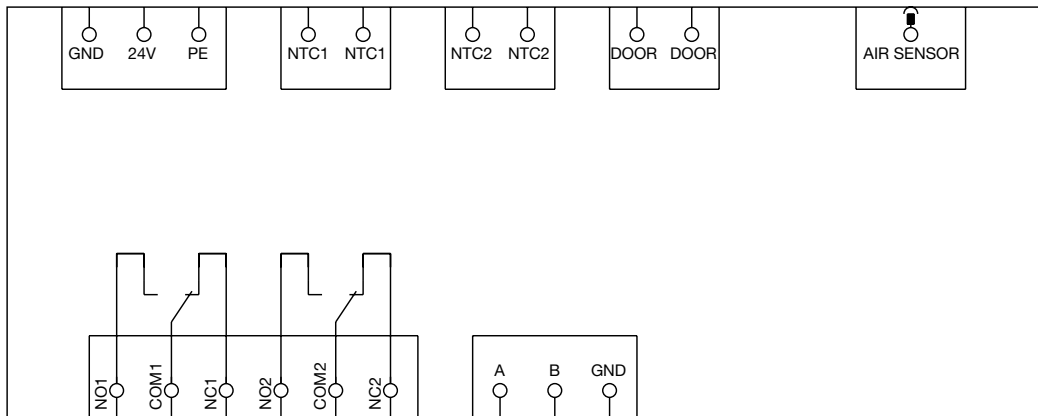 GND 24V PE NTC1 NTC1 NTC2 NTC2 DOOR DOOR AIR SENSOR
NO1 COM1 NC1 NO2 COM2 NC2 A B GND